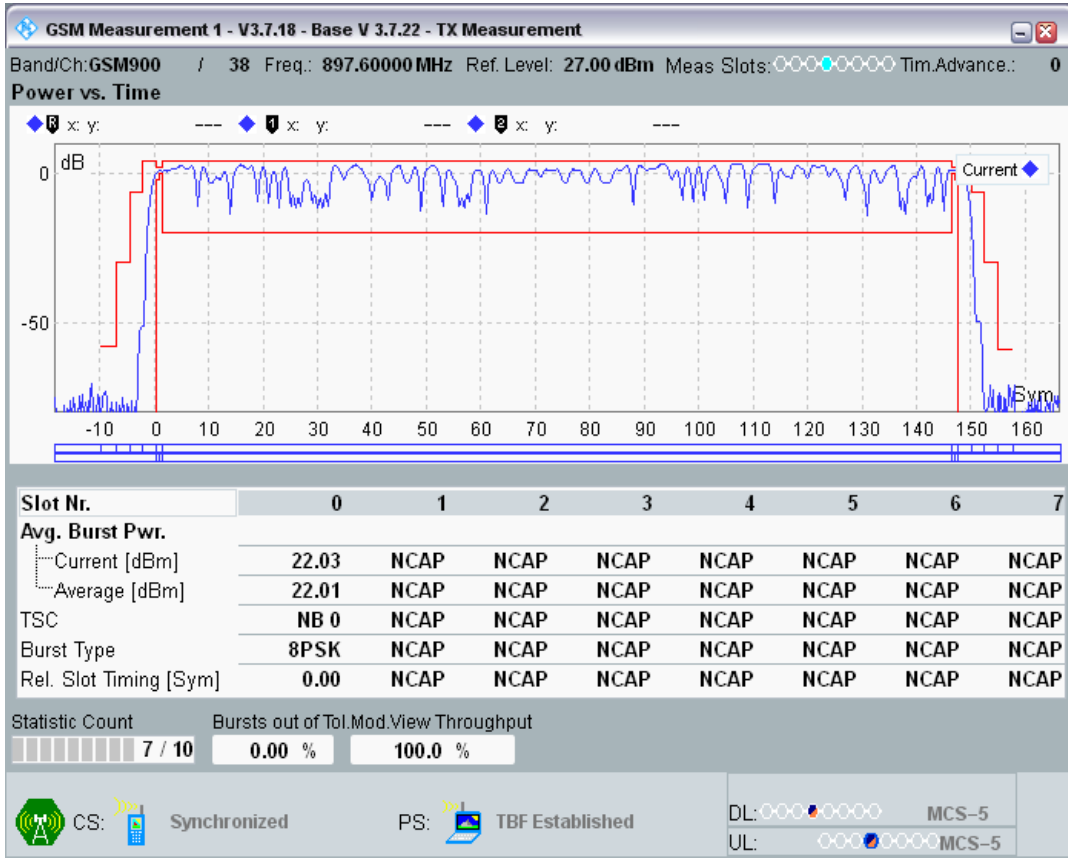 GSM Measurement 1 - V3.7.18 - Base V 3.7.22 - TX Measurement
Band/Ch:GSM900 / 38 Freq.: 897.60000 MHz Ref. Level: 27.00 dBm Meas Slots: Tim.Advance.: 0
Power vs. Time
R x: y: --- 1 x: y: --- 2 x: y: ---
dB
Current
0
-50
Sym
-10 0 10 20 30 40 50 60 70 80 90 100 110 120 130 140 150 160
Slot Nr. 0 1 2 3 4 5 6 7
Avg. Burst Pwr.
Current [dBm] 22.03 NCAP NCAP NCAP NCAP NCAP NCAP NCAP
Average [dBm] 22.01 NCAP NCAP NCAP NCAP NCAP NCAP NCAP
TSC NB 0 NCAP NCAP NCAP NCAP NCAP NCAP NCAP
Burst Type 8PSK NCAP NCAP NCAP NCAP NCAP NCAP NCAP
Rel. Slot Timing [Sym] 0.00 NCAP NCAP NCAP NCAP NCAP NCAP NCAP
Statistic Count Bursts out of Tol.Mod.View Throughput
7 / 10 0.00 % 100.0 %
CS: Synchronized PS: TBF Established DL: MCS-5
UL: MCS-5